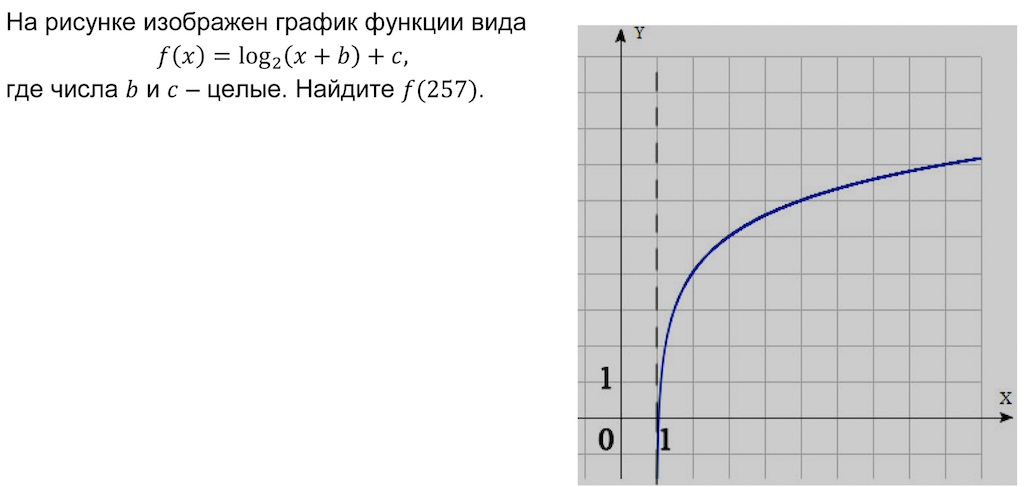 На рисунке изображен график функции вида
f(x) = log₂(x + b) + c,
где числа b и c − целые. Найдите f(257).
Y
1
X
0
1